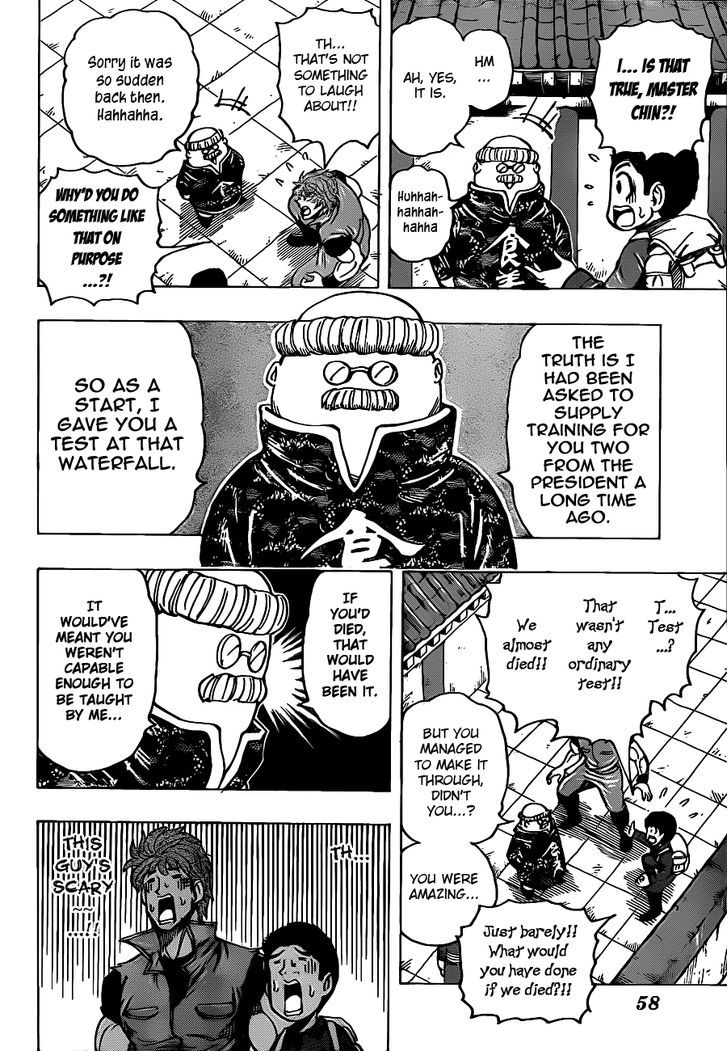 I... IS THAT
TRUE, MASTER
CHIN?!
HM
...
AH, YES,
IT IS.
Huhhah-
hahhah-
hahha
食
TH...
THAT'S NOT
SOMETHING
TO LAUGH
ABOUT!!
Sorry it was
so sudden
back then.
Hahhahha.
WHY'D YOU DO
SOMETHING LIKE
THAT ON
PURPOSE
...?!
THE
TRUTH IS I
HAD BEEN
ASKED TO
SUPPLY
TRAINING FOR
YOU TWO
FROM THE
PRESIDENT A
LONG TIME
AGO.
SO AS A
START, I
GAVE YOU A
TEST AT THAT
WATERFALL.
T...
Test
...?
That
wasn't
any
ordinary
test!!
We
almost
died!!
BUT YOU
MANAGED
TO MAKE IT
THROUGH,
DIDN'T
YOU...?
YOU WERE
AMAZING...
Just barely!!
What would
you have done
if we died?!!
IF
YOU'D
DIED,
THAT
WOULD
HAVE
BEEN IT.
IT
WOULD'VE
MEANT YOU
WEREN'T
CAPABLE
ENOUGH TO
BE TAUGHT
BY ME...
TH...
THIS
GUY'S
SCARY
~~
...!!
58